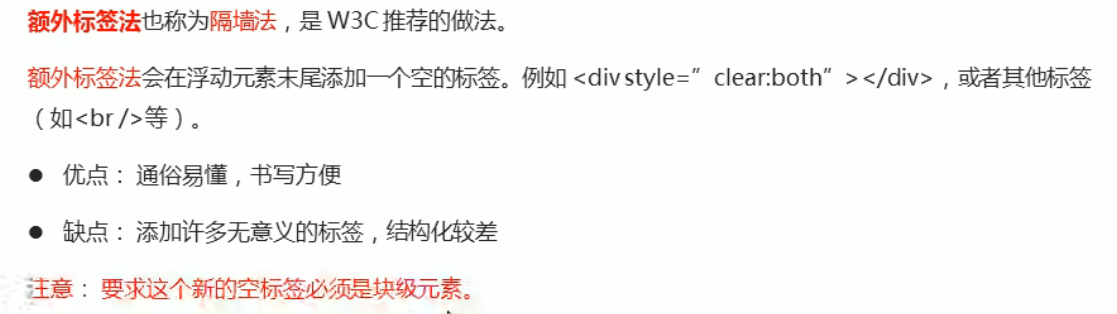 额外标签法也称为隔墙法，是 W3C 推荐的做法。
额外标签法会在浮动元素末尾添加一个空的标签。例如 <div style=”clear:both”></div>，或者其他标签
（如<br />等）。
● 优点： 通俗易懂，书写方便
● 缺点： 添加许多无意义的标签，结构化较差
注意： 要求这个新的空标签必须是块级元素。